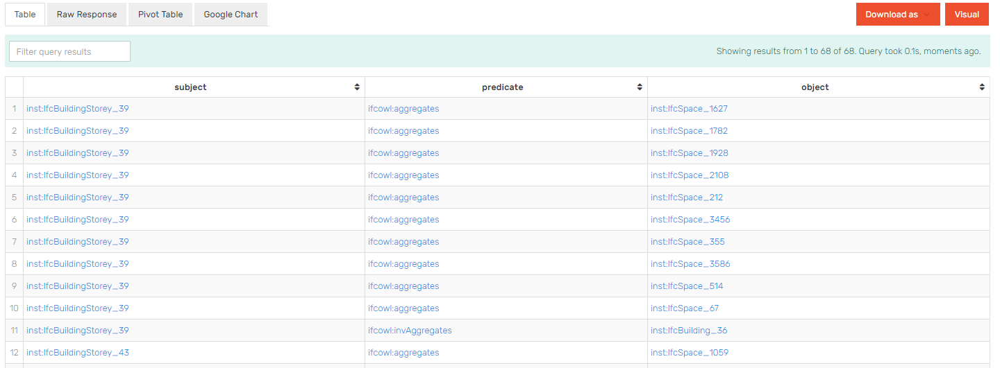 Table Raw Response Pivot Table Google Chart Download as Visual
Filter query results Showing results from 1 to 68 of 68. Query took 0.1s, moments ago.
subject predicate object
1 inst:IfcBuildingStorey_39 ifcowl:aggregates inst:IfcSpace_1627
2 inst:IfcBuildingStorey_39 ifcowl:aggregates inst:IfcSpace_1782
3 inst:IfcBuildingStorey_39 ifcowl:aggregates inst:IfcSpace_1928
4 inst:IfcBuildingStorey_39 ifcowl:aggregates inst:IfcSpace_2108
5 inst:IfcBuildingStorey_39 ifcowl:aggregates inst:IfcSpace_212
6 inst:IfcBuildingStorey_39 ifcowl:aggregates inst:IfcSpace_3456
7 inst:IfcBuildingStorey_39 ifcowl:aggregates inst:IfcSpace_355
8 inst:IfcBuildingStorey_39 ifcowl:aggregates inst:IfcSpace_3586
9 inst:IfcBuildingStorey_39 ifcowl:aggregates inst:IfcSpace_514
10 inst:IfcBuildingStorey_39 ifcowl:aggregates inst:IfcSpace_67
11 inst:IfcBuildingStorey_39 ifcowl:invAggregates inst:IfcBuilding_36
12 inst:IfcBuildingStorey_43 ifcowl:aggregates inst:IfcSpace_1059